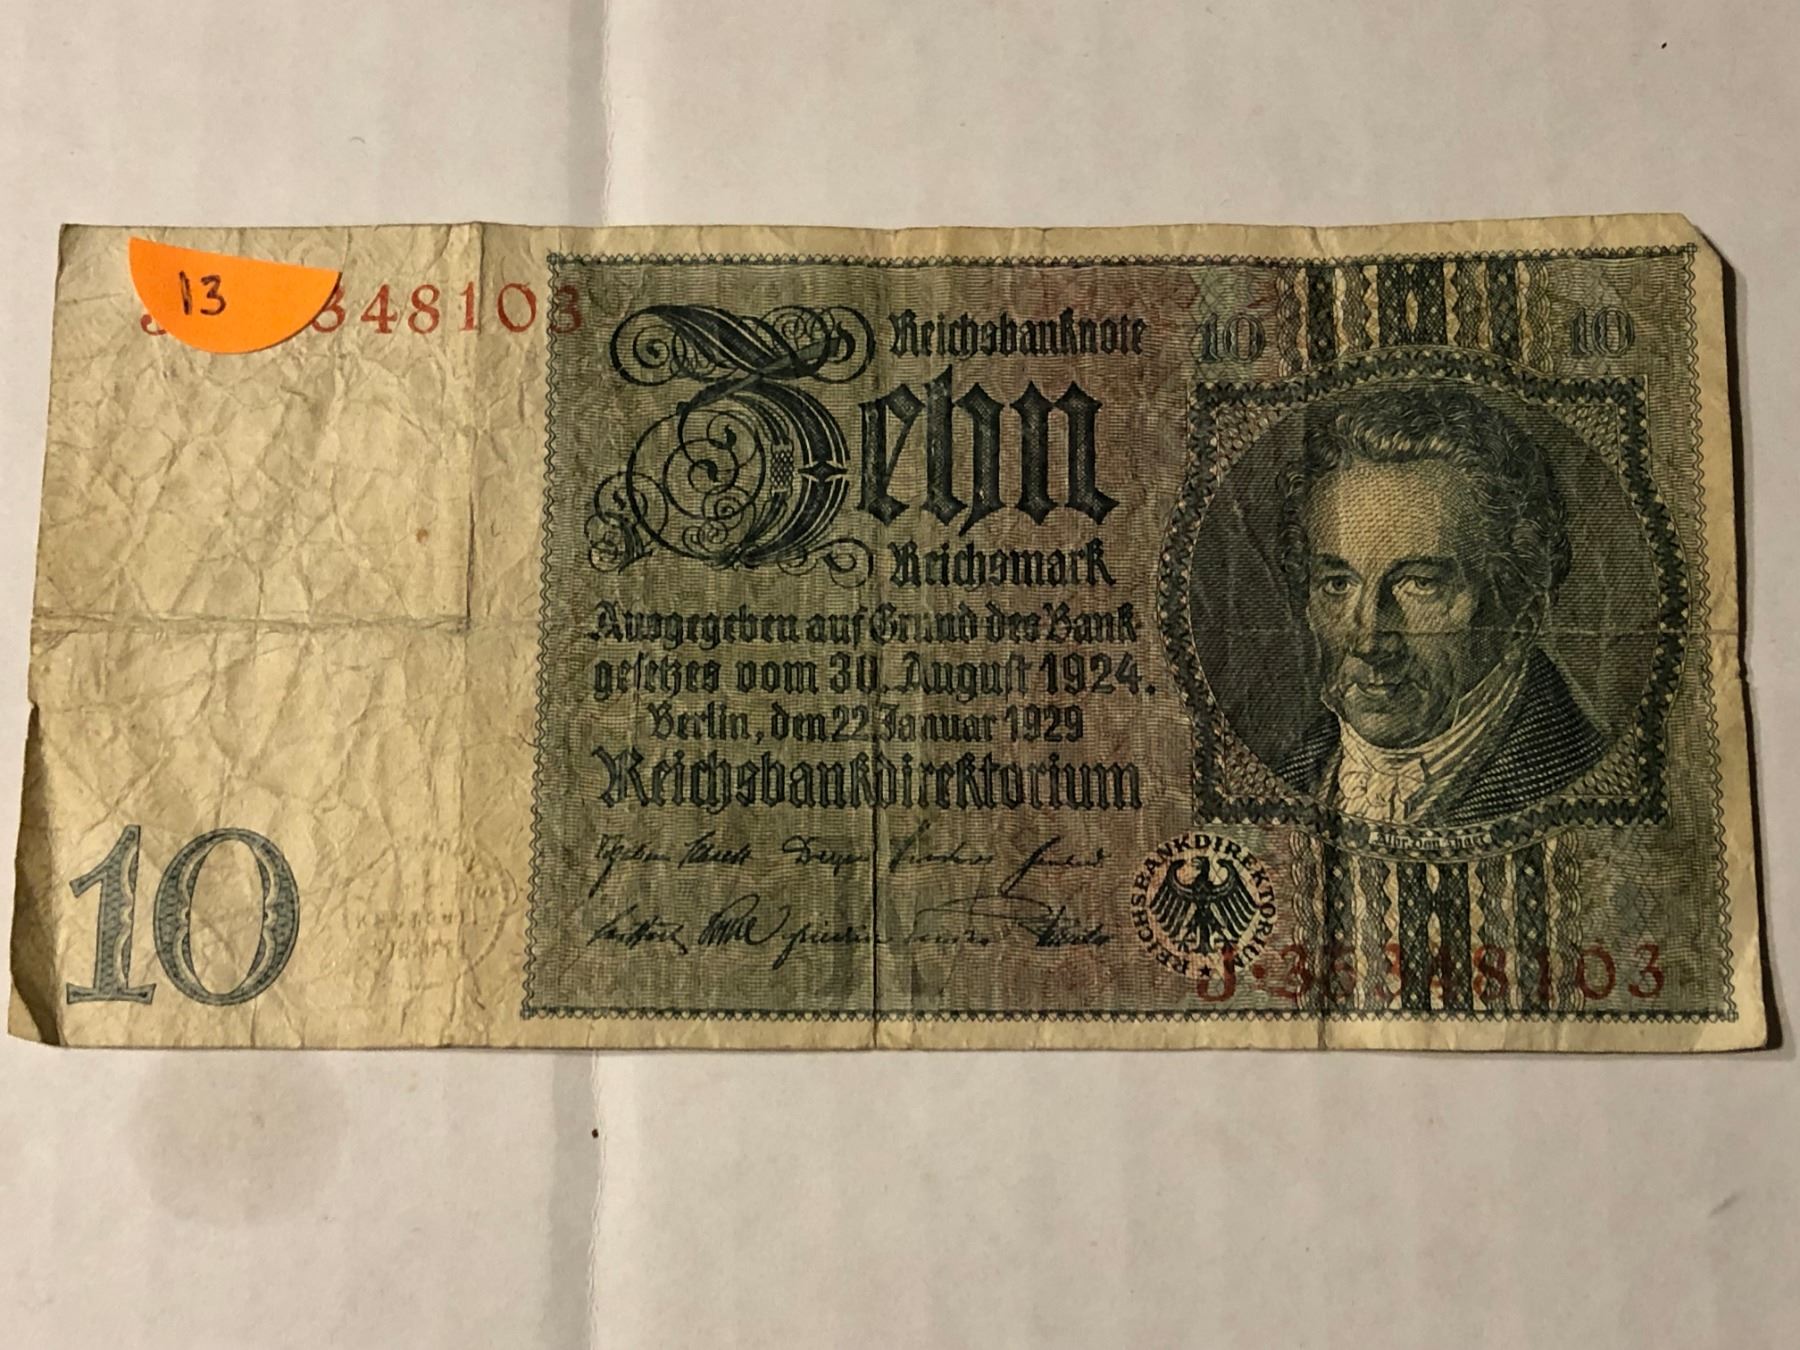 13
348103
Reichsbanknote
10
10
Zehn
Reichsmark
Ausgegeben auf Grund des Bank-
gesetzes vom 30. August 1924.
Berlin, den 22. Januar 1929
Reichsbankdirektorium
10
REICHSBANKDIREKTORIUM
J·36348103